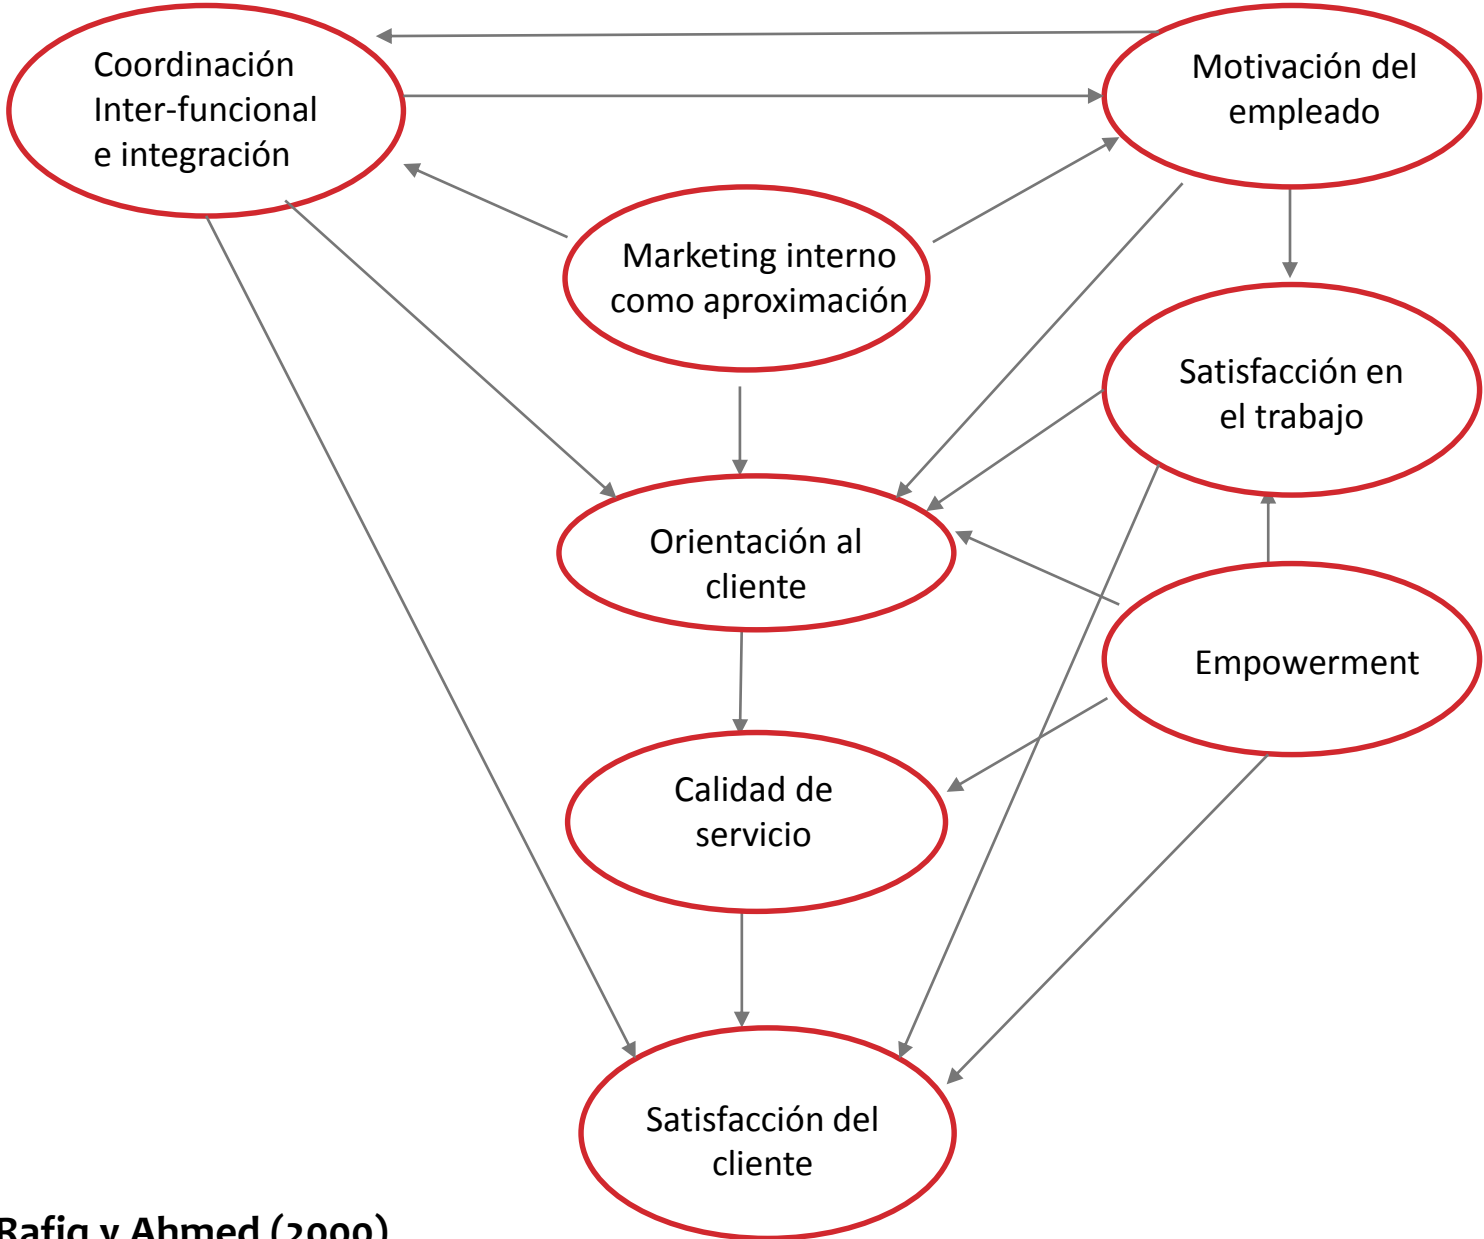 Coordinación
Inter-funcional
e integración
Motivación del
empleado
Marketing interno
como aproximación
Satisfacción en
el trabajo
Orientación al
cliente
Empowerment
Calidad de
servicio
Satisfacción del
cliente
Rafiq y Ahmed (2000)